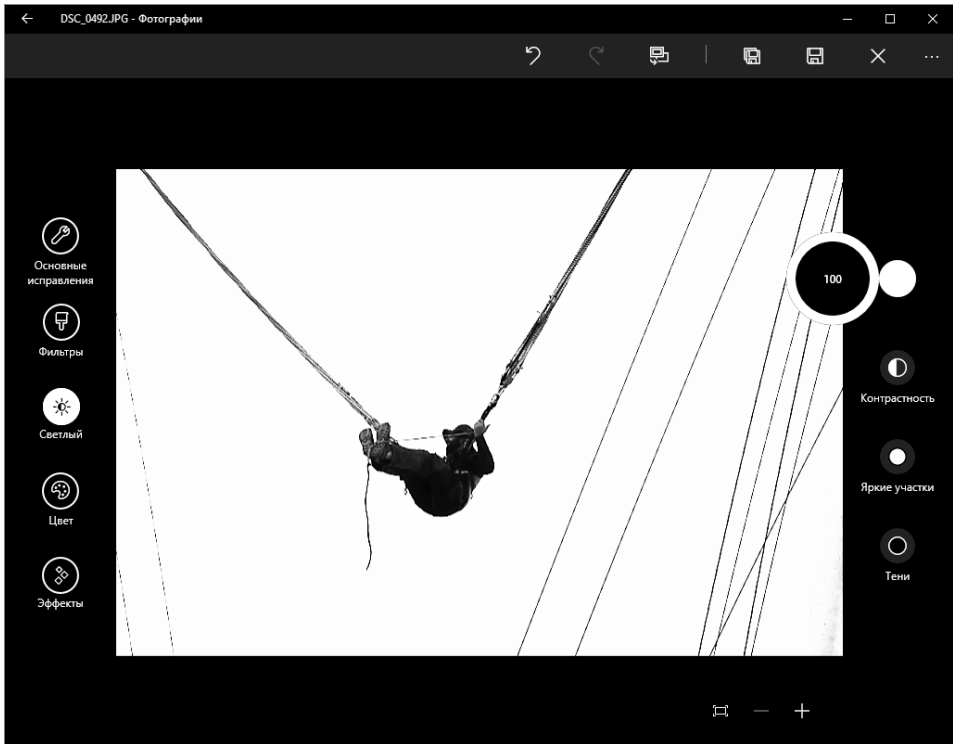 DSC_0492.JPG - Фотографии
Основные
исправления
Фильтры
Светлый
Цвет
Эффекты
100
Контрастность
Яркие участки
Тени